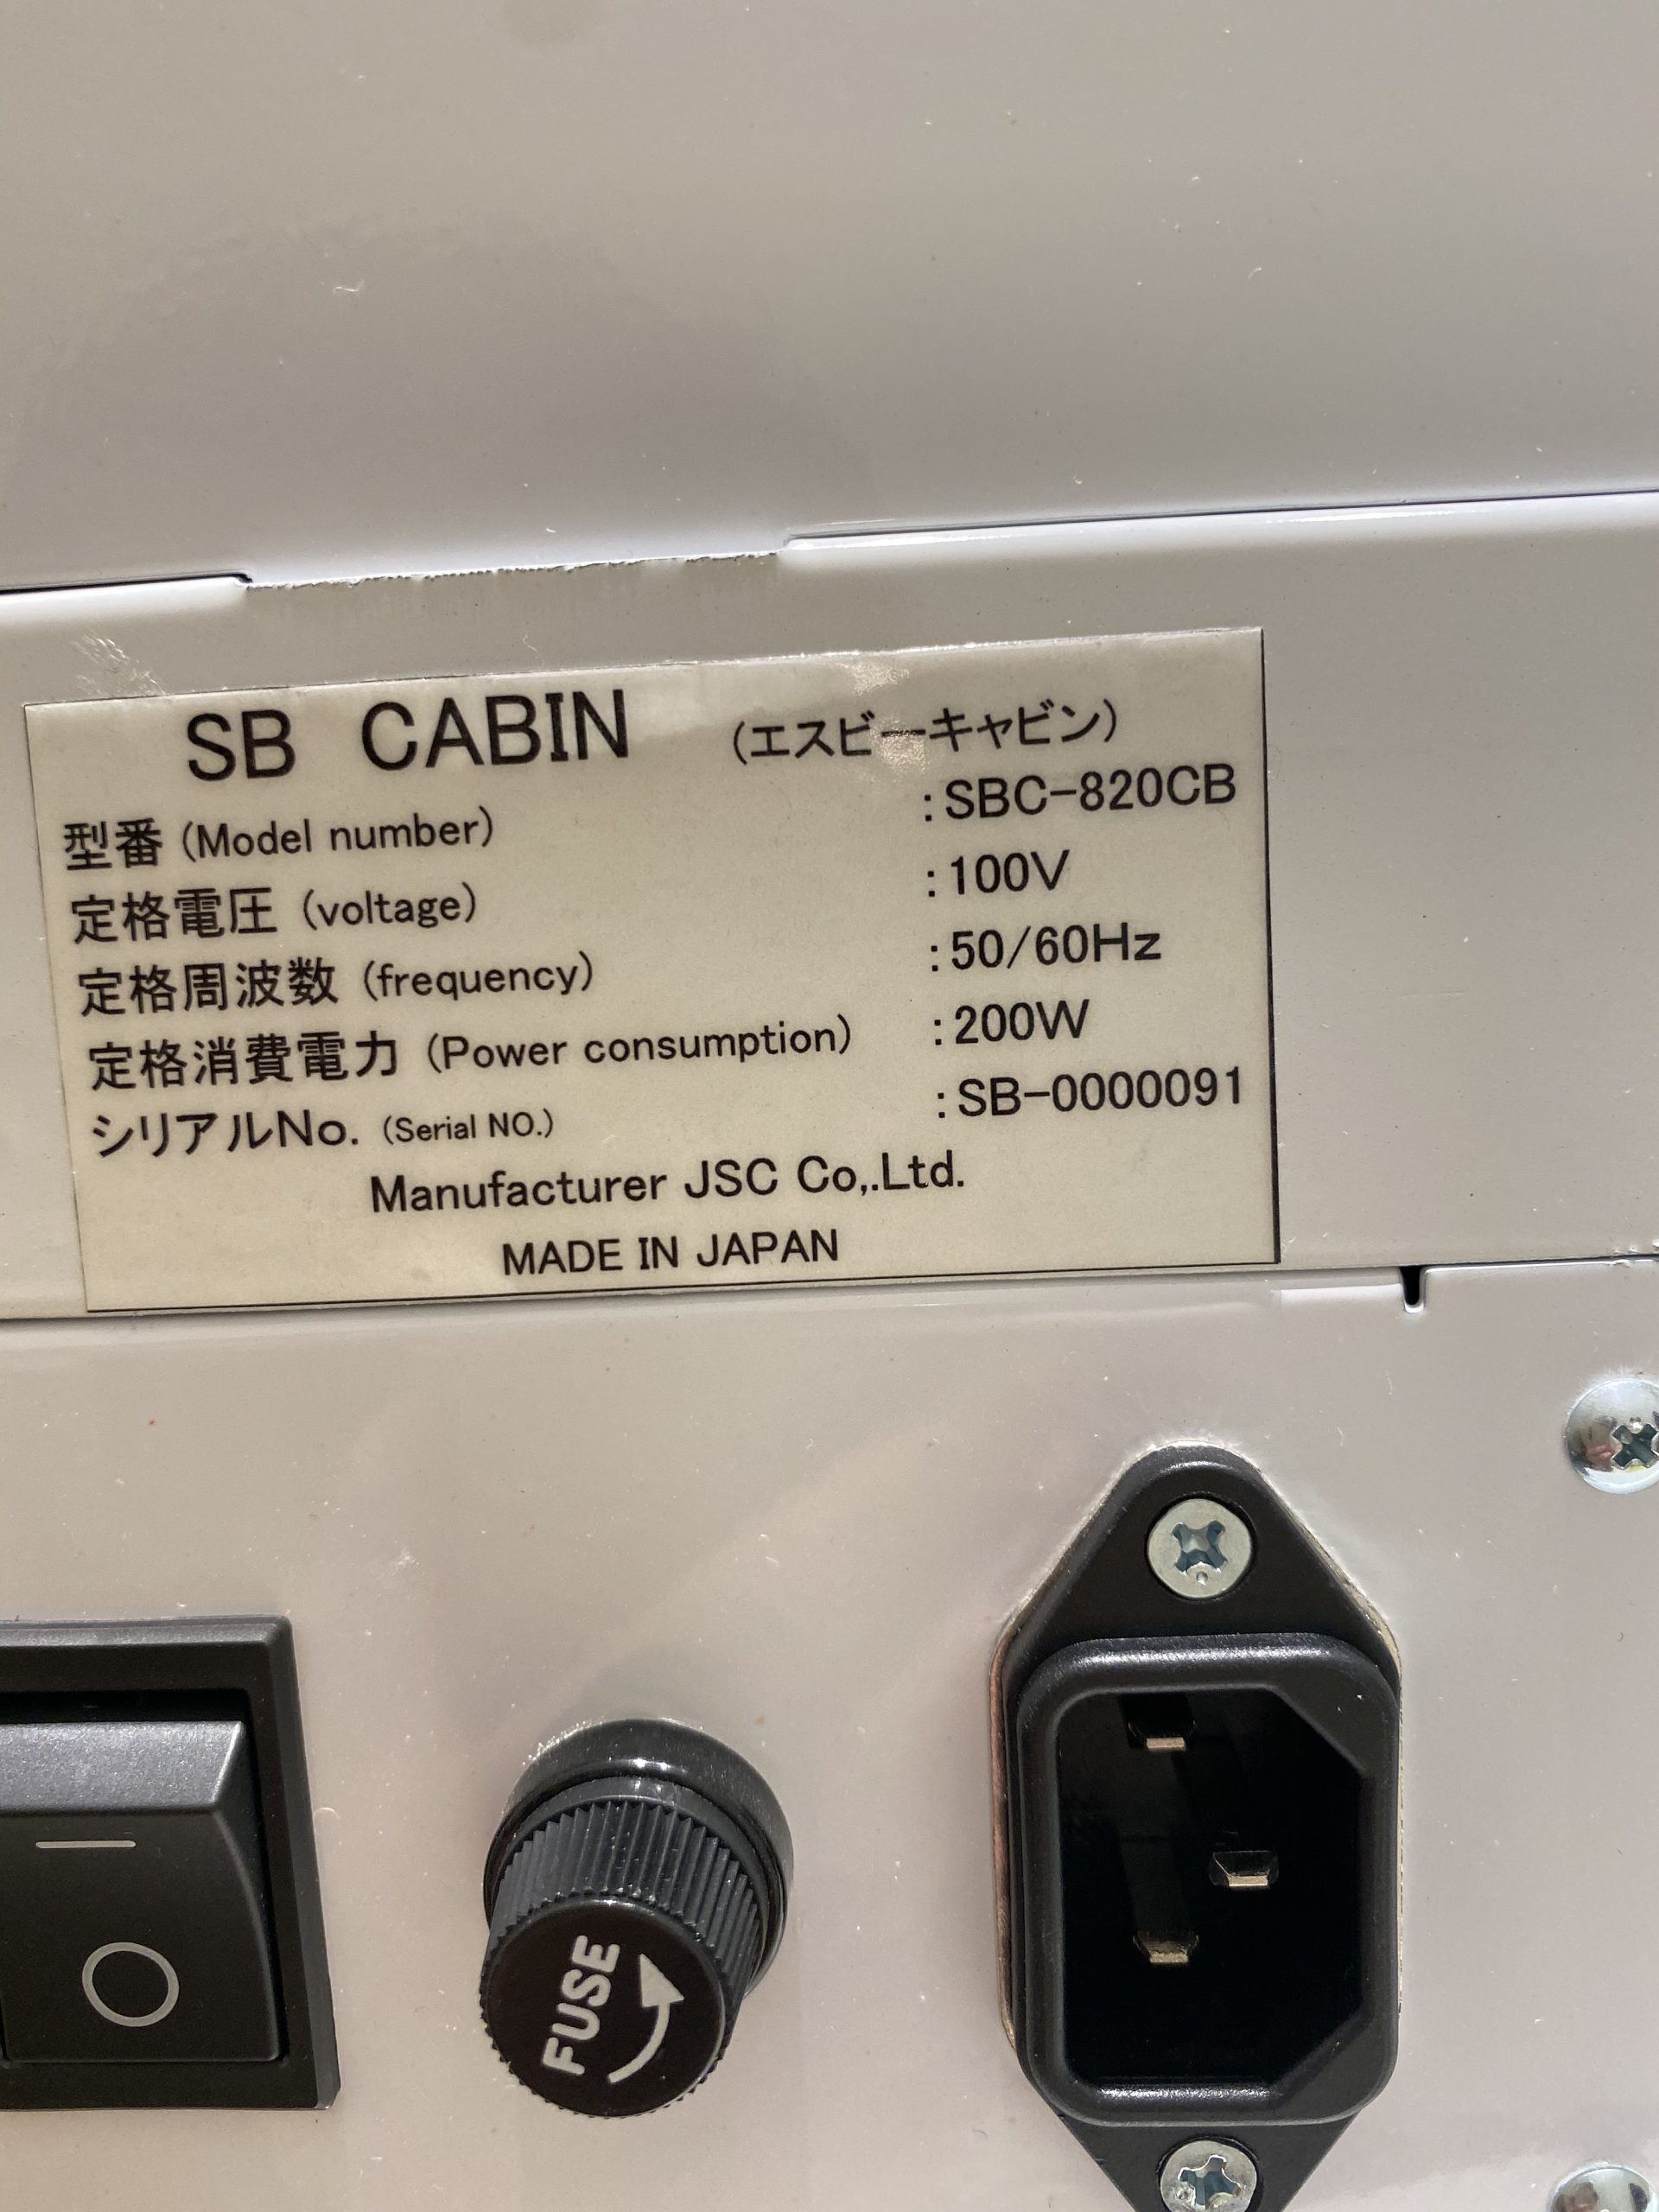 SB CABIN (エスビーキャビン)
型番 (Model number) :SBC-820CB
定格電圧 (voltage) :100V
定格周波数 (frequency) :50/60Hz
定格消費電力 (Power consumption) :200W
シリアルNo. (Serial NO.) :SB-0000091
Manufacturer JSC Co,.Ltd.
MADE IN JAPAN
FUSE